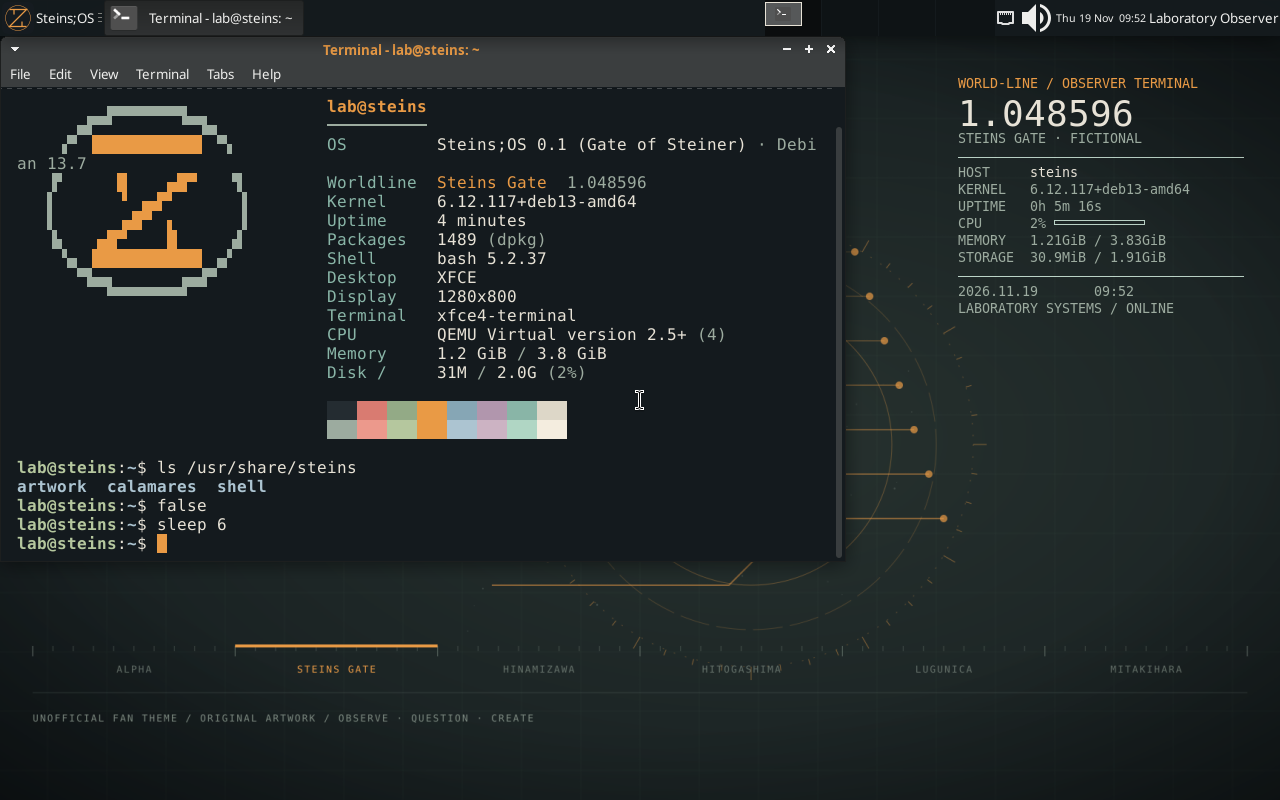 Steins;OS
Terminal - lab@steins: ~
Thu 19 Nov 09:52 Laboratory Observer
Terminal - lab@steins: ~
File Edit View Terminal Tabs Help
lab@steins
OS Steins;OS 0.1 (Gate of Steiner) · Debi
an 13.7
Worldline Steins Gate 1.048596
Kernel 6.12.117+deb13-amd64
Uptime 4 minutes
Packages 1489 (dpkg)
Shell bash 5.2.37
Desktop XFCE
Display 1280x800
Terminal xfce4-terminal
CPU QEMU Virtual version 2.5+ (4)
Memory 1.2 GiB / 3.8 GiB
Disk / 31M / 2.0G (2%)
lab@steins:~$ ls /usr/share/steins
artwork calamares shell
lab@steins:~$ false
lab@steins:~$ sleep 6
lab@steins:~$
WORLD-LINE / OBSERVER TERMINAL
1.048596
STEINS GATE · FICTIONAL
HOST steins
KERNEL 6.12.117+deb13-amd64
UPTIME 0h 5m 16s
CPU 2%
MEMORY 1.21GiB / 3.83GiB
STORAGE 30.9MiB / 1.91GiB
2026.11.19 09:52
LABORATORY SYSTEMS / ONLINE
ALPHA STEINS GATE HINAMIZAWA HITOGASHIMA LUGUNICA MITAKIHARA
UNOFFICIAL FAN THEME / ORIGINAL ARTWORK / OBSERVE · QUESTION · CREATE